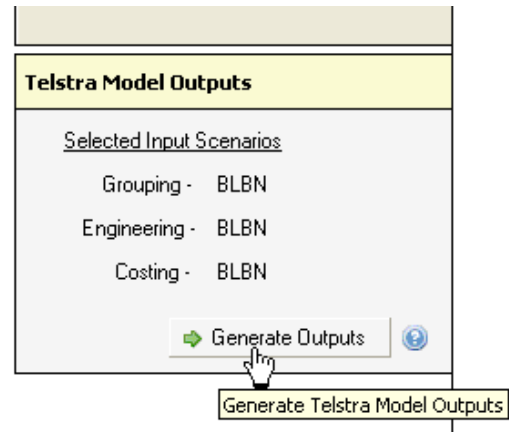 Telstra Model Outputs
Selected Input Scenarios
Grouping - BLBN
Engineering - BLBN
Costing - BLBN
Generate Outputs
Generate Telstra Model Outputs